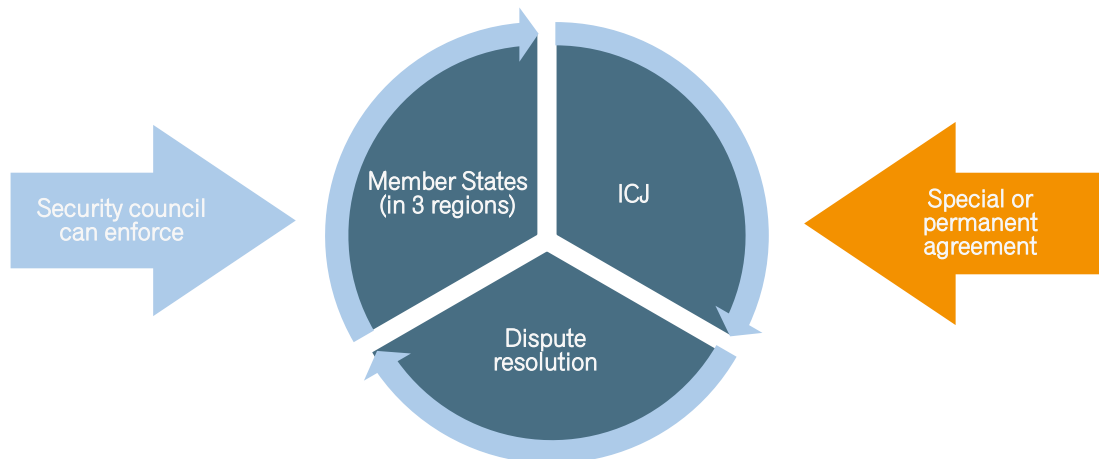 Security council
can enforce
Member States
(in 3 regions)
ICJ
Dispute
resolution
Special or
permanent
agreement